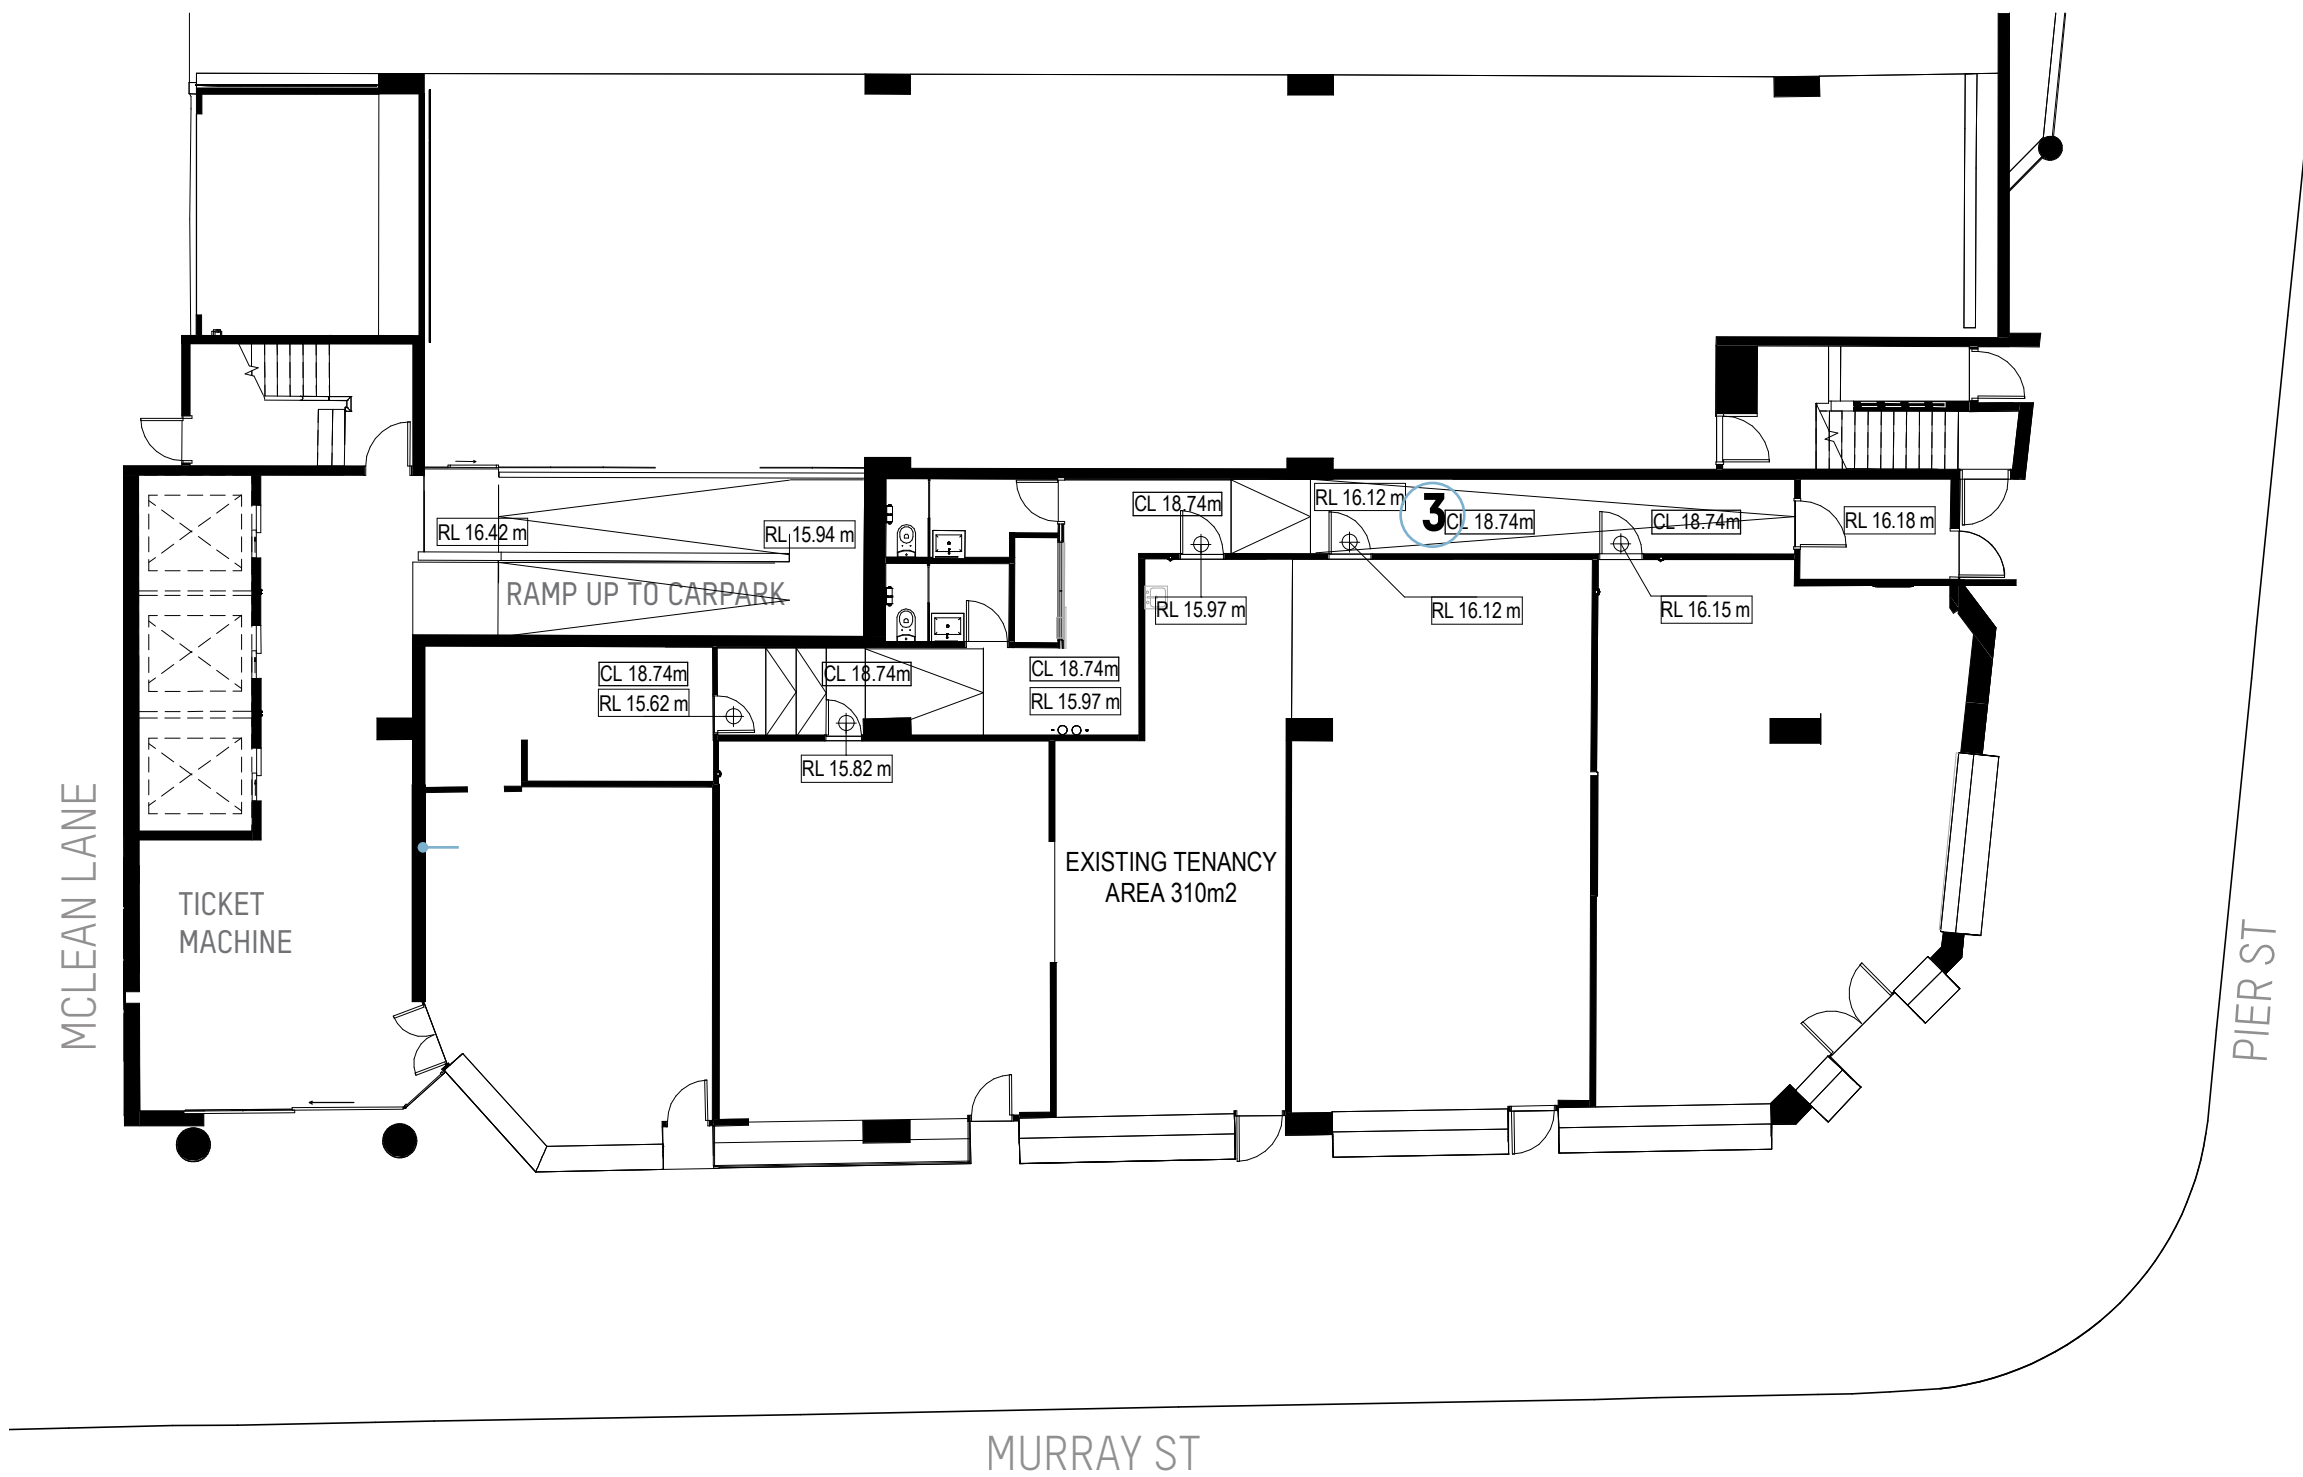 CL 18.74m
RL 16.12 m
3
CL 18.74m
CL 18.74m
RL 16.18 m
RL 16.42 m
RL 15.94 m
RAMP UP TO CARPARK
RL 15.97 m
RL 16.12 m
RL 16.15 m
CL 18.74m
RL 15.62 m
CL 18.74m
CL 18.74m
RL 15.97 m
RL 15.82 m
EXISTING TENANCY
AREA 310m2
TICKET
MACHINE
MCLEAN LANE
PIER ST
MURRAY ST